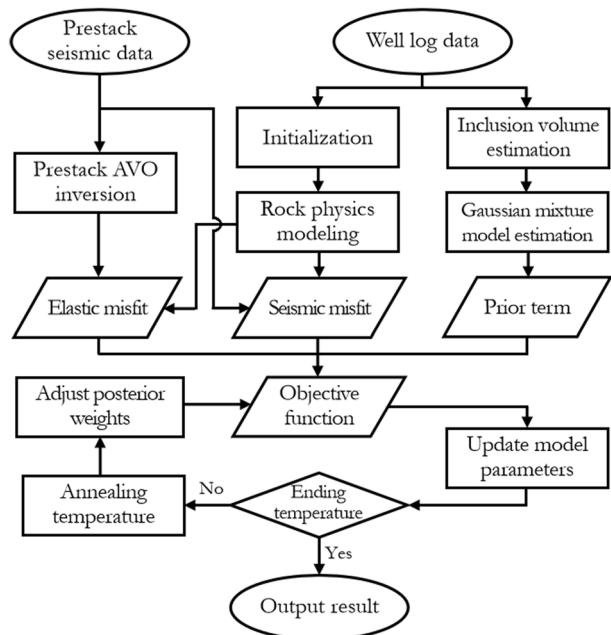 Prestack
seismic data
Well log data
Initialization
Inclusion volume
estimation
Prestack AVO
inversion
Rock physics
modeling
Gaussian mixture
model estimation
Elastic misfit
Seismic misfit
Prior term
Adjust posterior
weights
Objective
function
Update model
parameters
Annealing
temperature
No
Ending
temperature
Yes
Output result